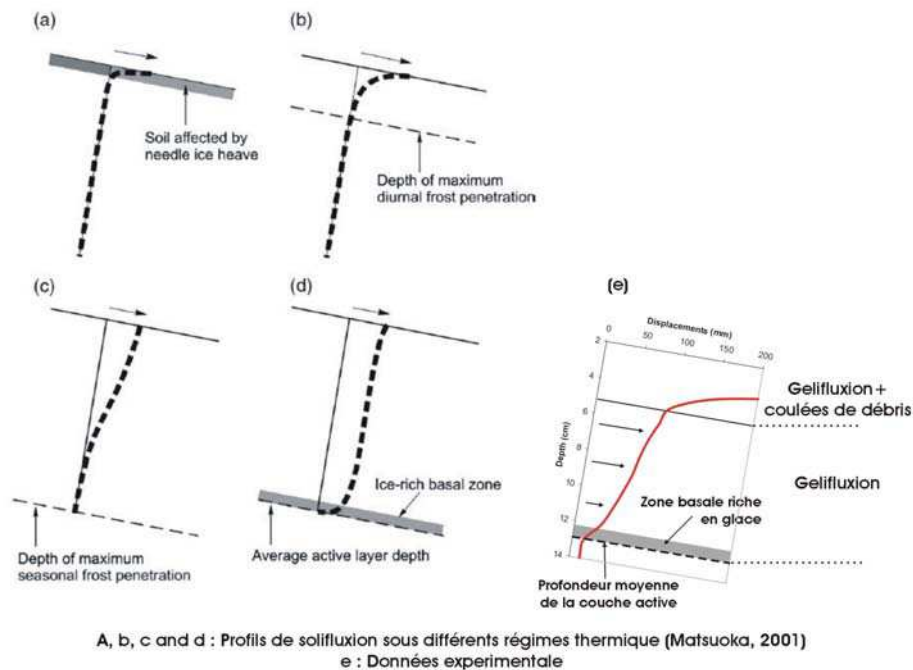 (a)
Soil affected by
needle ice heave
(b)
Depth of maximum
diurnal frost penetration
(c)
Depth of maximum
seasonal frost penetration
(d)
Ice-rich basal zone
Average active layer depth
(e)
Displacements (mm)
0
50
100
150
200
2
4
6
8
10
12
14
Depth (cm)
Gelifluxion +
coulées de débris
Gelifluxion
Zone basale riche
en glace
Profondeur moyenne
de la couche active
A, b, c and d : Profils de solifluxion sous différents régimes thermique (Matsuoka, 2001)
e : Données experimentale